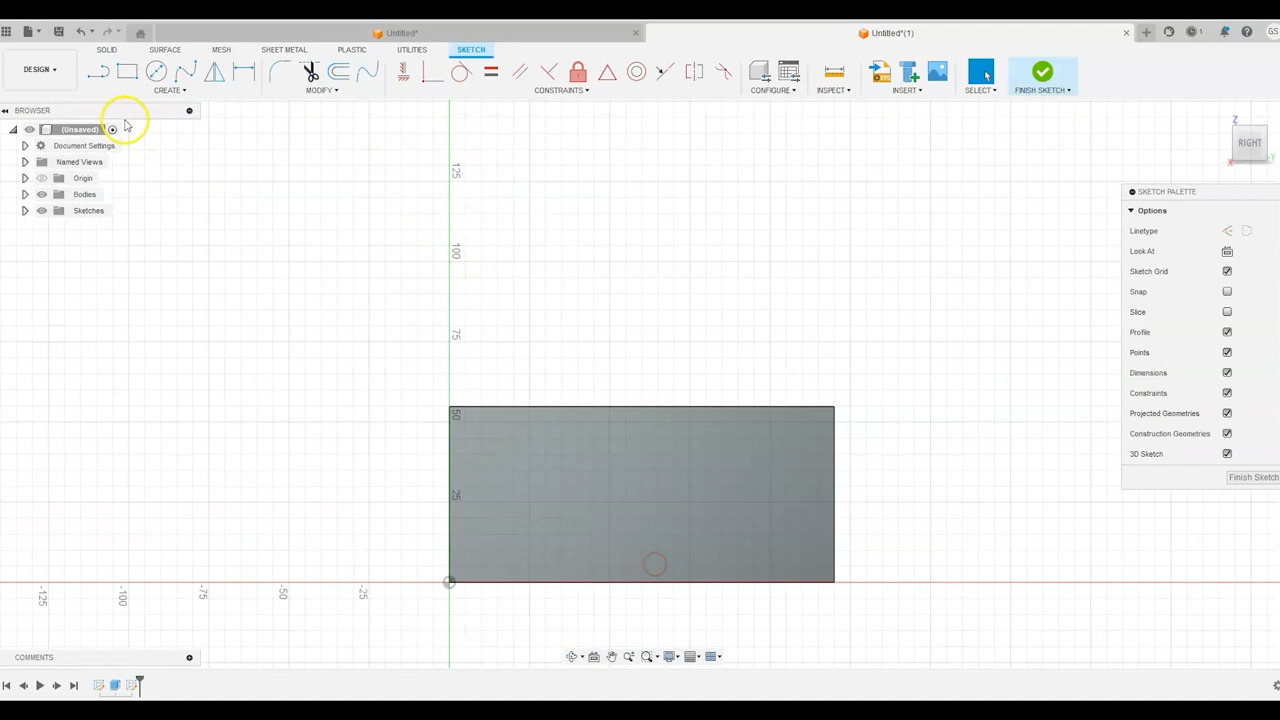 Untitled*
Untitled*(1)
1
GS
SOLID
SURFACE
MESH
SHEET METAL
PLASTIC
UTILITIES
SKETCH
DESIGN
CREATE
MODIFY
CONSTRAINTS
CONFIGURE
INSPECT
INSERT
SELECT
FINISH SKETCH
BROWSER
(Unsaved)
Document Settings
Named Views
Origin
Bodies
Sketches
Z
RIGHT
X
Y
SKETCH PALETTE
Options
Linetype
Look At
Sketch Grid
Snap
Slice
Profile
Points
Dimensions
Constraints
Projected Geometries
Construction Geometries
3D Sketch
Finish Sketch
125
100
75
50
25
-125
-100
-75
-50
-25
COMMENTS